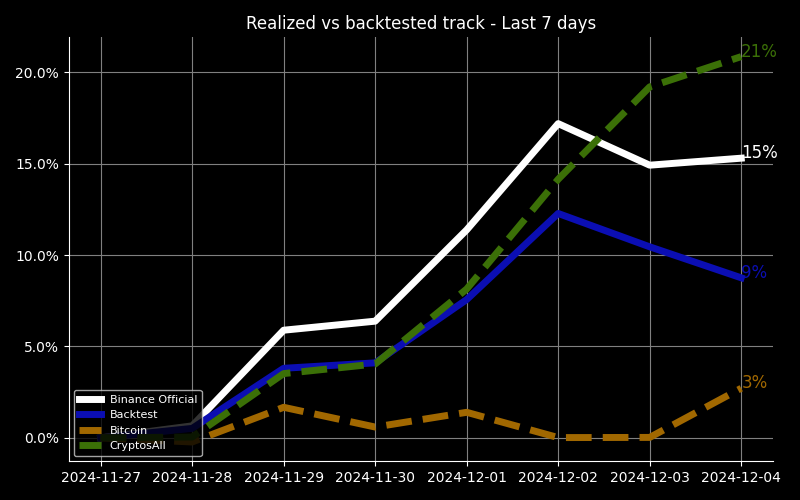 Realized vs backtested track - Last 7 days
21%
20.0%
15.0%
15%
10.0%
9%
5.0%
3%
0.0%
Binance Official
Backtest
Bitcoin
CryptosAll
2024-11-27 2024-11-28 2024-11-29 2024-11-30 2024-12-01 2024-12-02 2024-12-03 2024-12-04